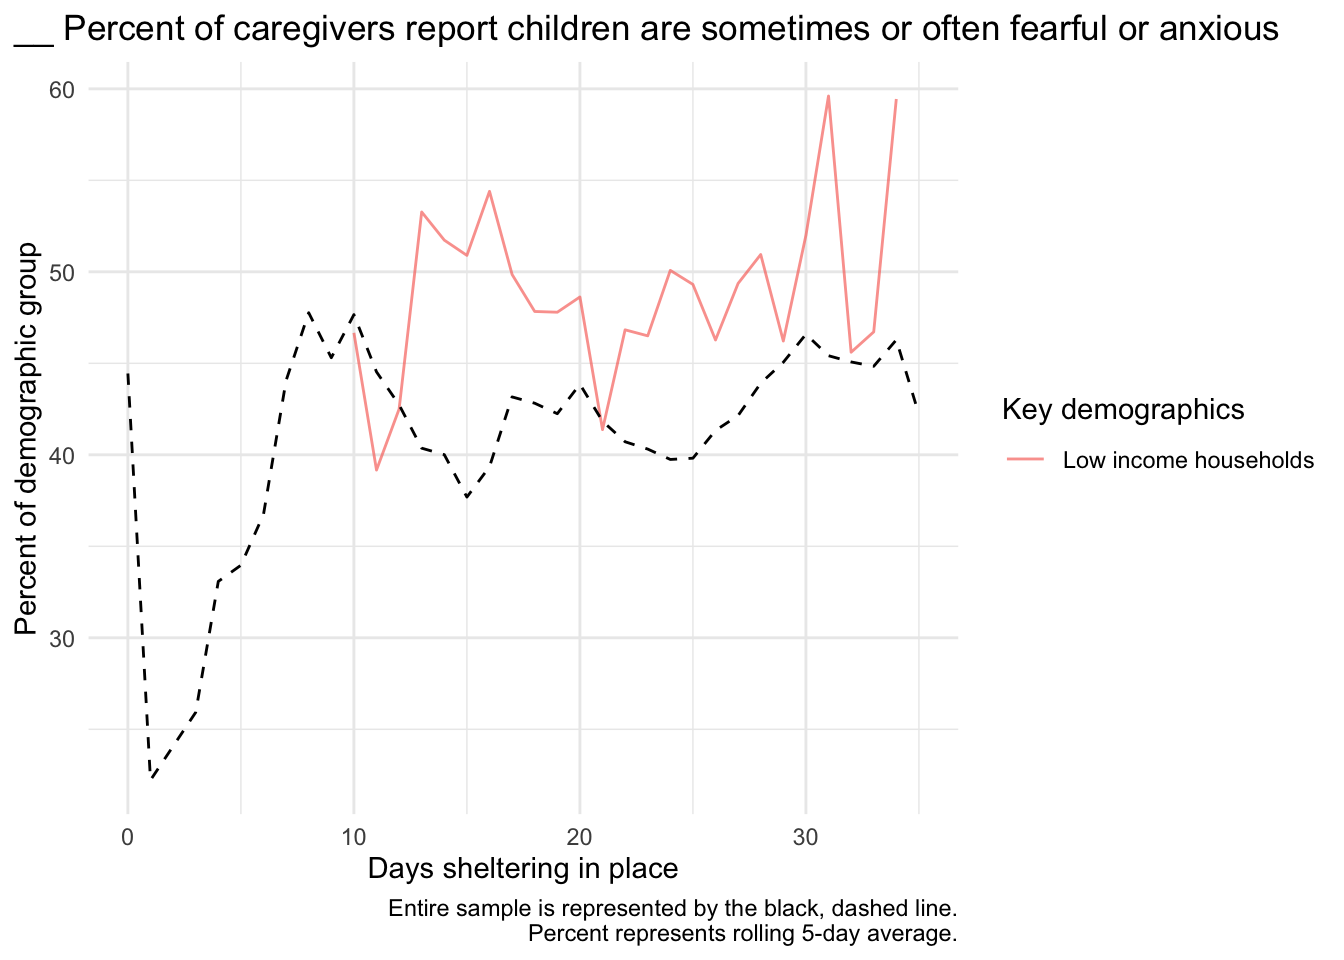 __ Percent of caregivers report children are sometimes or often fearful or anxious
60
50
40
30
Percent of demographic group
0 10 20 30
Days sheltering in place
Key demographics
Low income households
Entire sample is represented by the black, dashed line.
Percent represents rolling 5-day average.